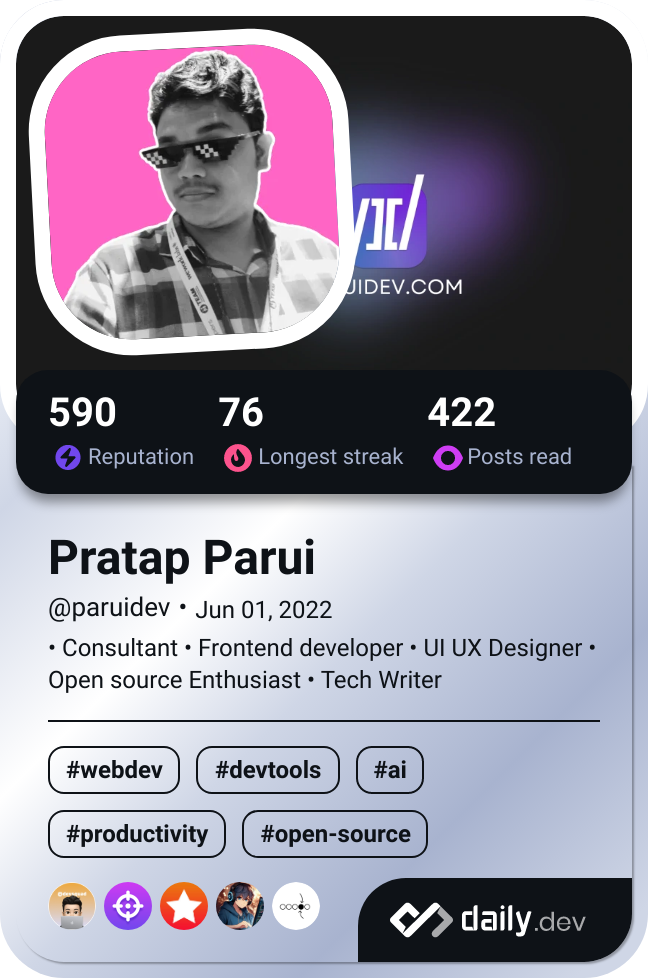 UIDEV.COM
590 76 422
Reputation Longest streak Posts read
Pratap Parui
@paruidev • Jun 01, 2022
• Consultant • Frontend developer • UI UX Designer •
Open source Enthusiast • Tech Writer
#webdev #devtools #ai
#productivity #open-source
daily.dev